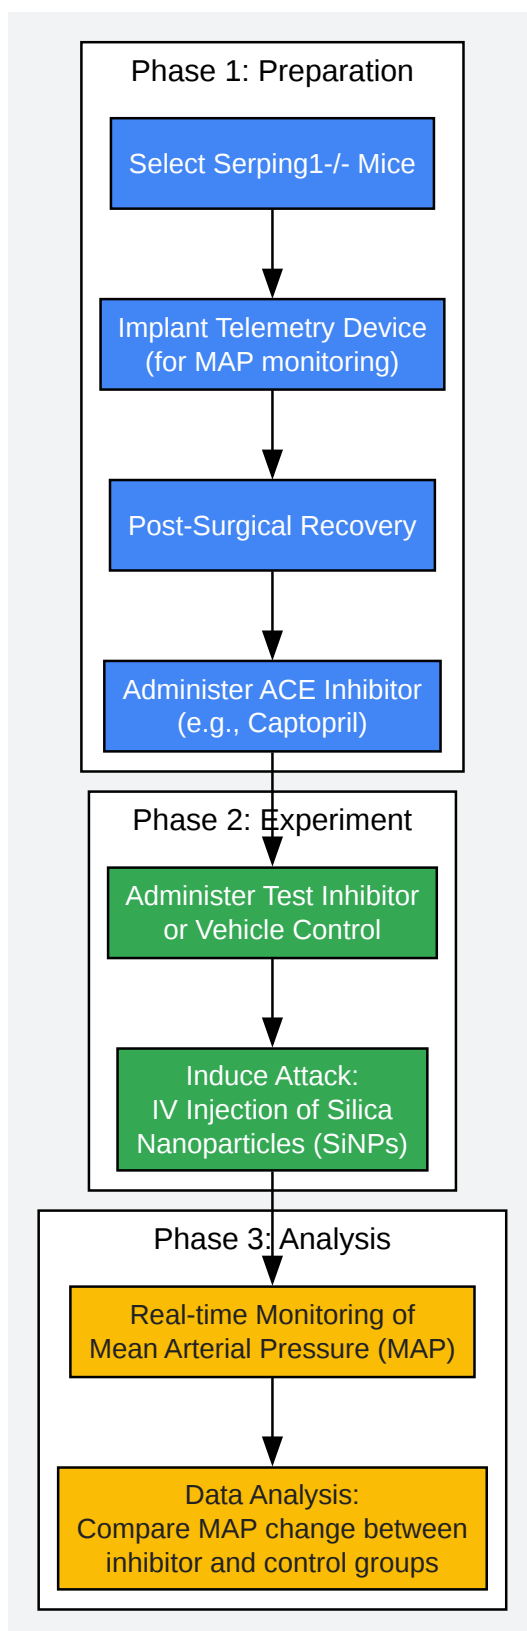 Phase 1: Preparation
Select Serping1-/- Mice
Implant Telemetry Device
(for MAP monitoring)
Post-Surgical Recovery
Administer ACE Inhibitor
(e.g., Captopril)
Phase 2: Experiment
Administer Test Inhibitor
or Vehicle Control
Induce Attack:
IV Injection of Silica
Nanoparticles (SiNPs)
Phase 3: Analysis
Real-time Monitoring of
Mean Arterial Pressure (MAP)
Data Analysis:
Compare MAP change between
inhibitor and control groups